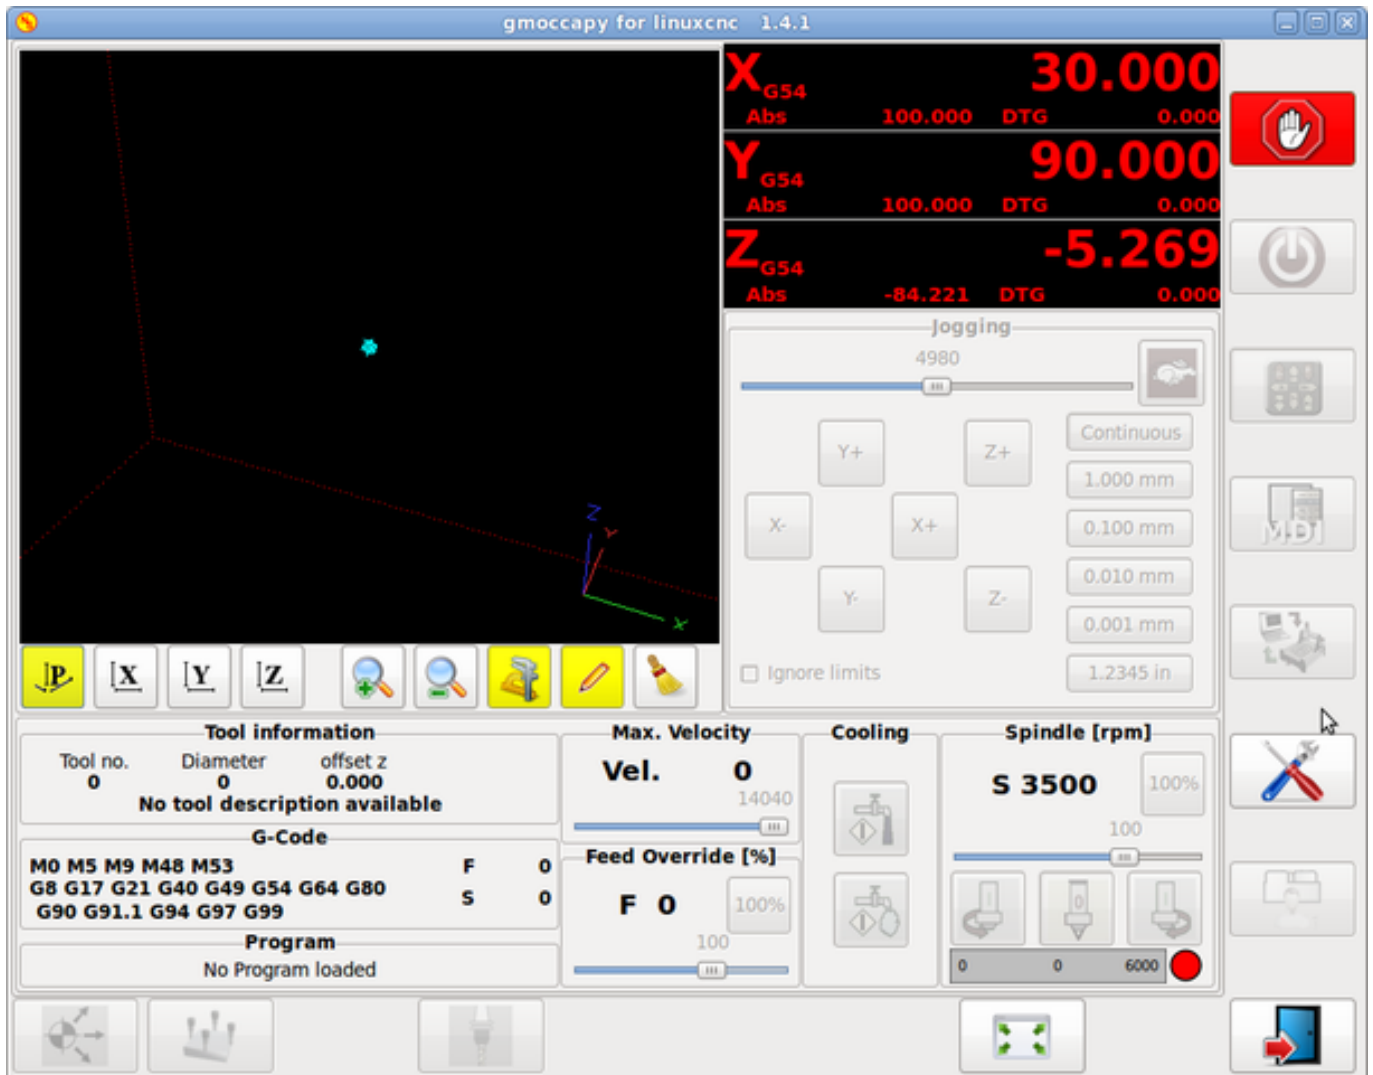 gmoccapy for linuxcnc 1.4.1
X G54 30.000
Abs 100.000 DTG 0.000
Y G54 90.000
Abs 100.000 DTG 0.000
Z G54 -5.269
Abs -84.221 DTG 0.000
Jogging
4980
Y+ Z+
X- X+
Y- Z-
Continuous
1.000 mm
0.100 mm
0.010 mm
0.001 mm
1.2345 in
Ignore limits
MDI
Z
Y
X
P X Y Z
Tool information
Tool no. Diameter offset z
0 0 0.000
No tool description available
G-Code
M0 M5 M9 M48 M53
G8 G17 G21 G40 G49 G54 G64 G80
G90 G91.1 G94 G97 G99
F 0
S 0
Program
No Program loaded
Max. Velocity
Vel. 0
14040
Feed Override [%]
F 0 100%
100
Cooling
Spindle [rpm]
S 3500 100%
100
0
0 0 6000